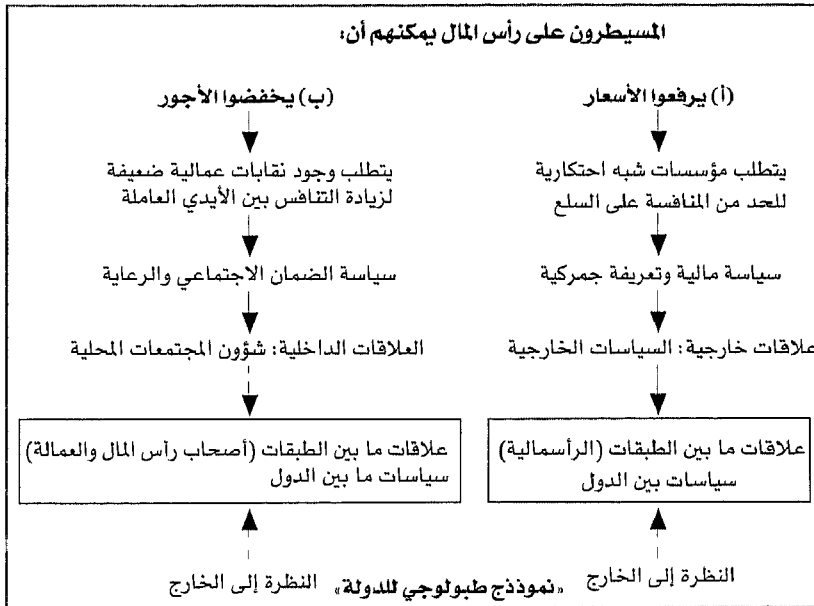 المسيطرون على رأس المال يمكنهم أن:
(أ) يرفعوا الأسعار
يتطلب مؤسسات شبه احتكارية
للحد من المنافسة على السلع
سياسة مالية وتعريفة جمركية
علاقات خارجية: السياسات الخارجية
علاقات ما بين الطبقات (الرأسمالية)
سياسات بين الدول
النظرة إلى الخارج
(ب) يخفضوا الأجور
يتطلب وجود نقابات عمالية ضعيفة
لزيادة التنافس بين الأيدي العاملة
سياسة الضمان الاجتماعي والرعاية
العلاقات الداخلية: شؤون المجتمعات المحلية
علاقات ما بين الطبقات (أصحاب رأس المال والعمالة)
سياسات ما بين الدول
النظرة إلى الخارج
«نموذذج طبولوجي للدولة»